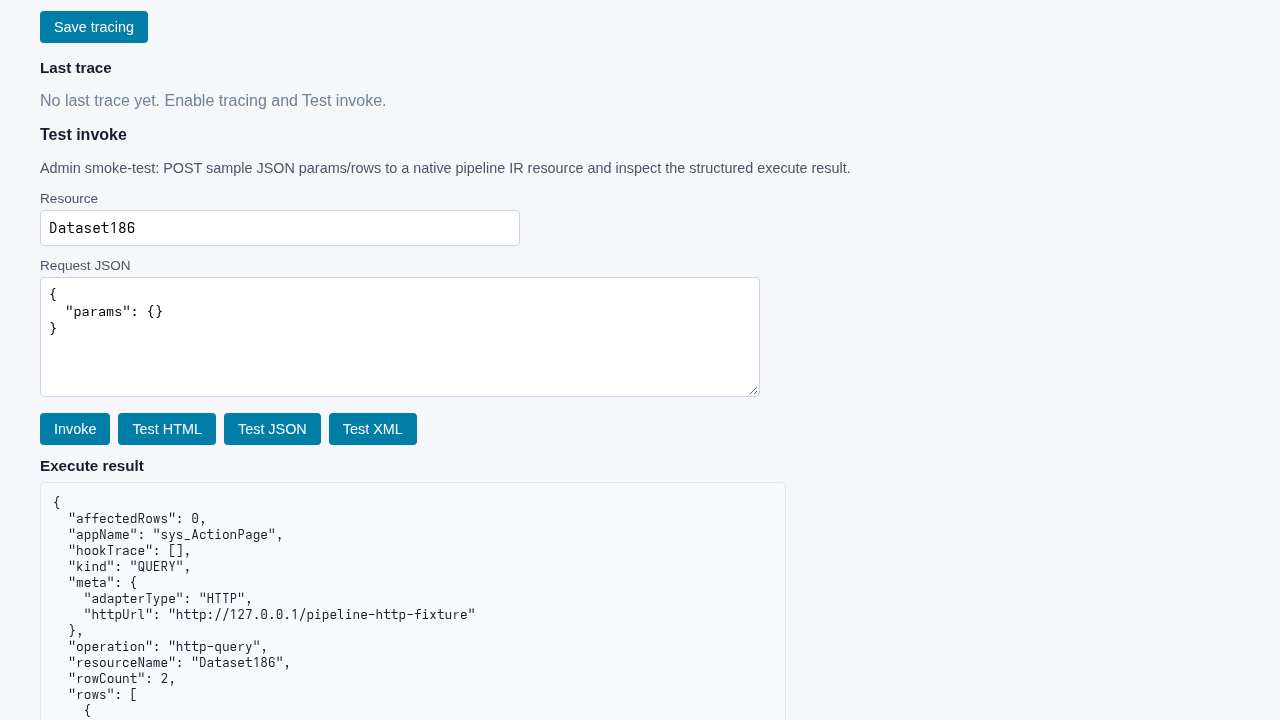 Save tracing
Last trace
No last trace yet. Enable tracing and Test invoke.
Test invoke
Admin smoke-test: POST sample JSON params/rows to a native pipeline IR resource and inspect the structured execute result.
Resource
Dataset186
Request JSON
{
  "params": {}
}
Invoke Test HTML Test JSON Test XML
Execute result
{
  "affectedRows": 0,
  "appName": "sys_ActionPage",
  "hookTrace": [],
  "kind": "QUERY",
  "meta": {
    "adapterType": "HTTP",
    "httpUrl": "http://127.0.0.1/pipeline-http-fixture"
  },
  "operation": "http-query",
  "resourceName": "Dataset186",
  "rowCount": 2,
  "rows": [
    {